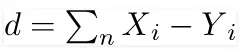 d = ∑ₙ Xᵢ − Yᵢ